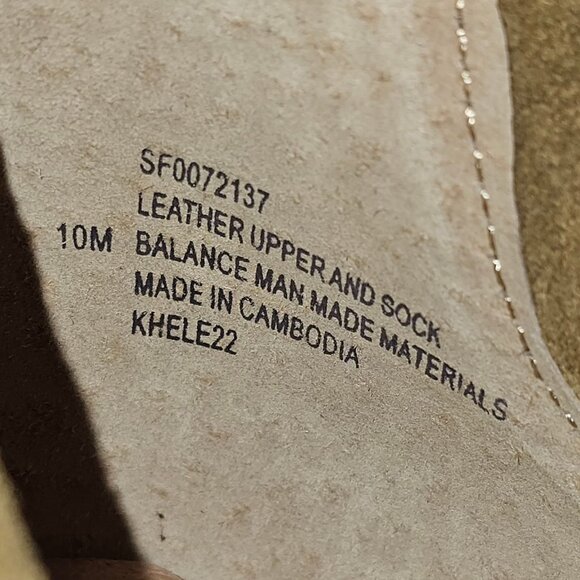 SF0072137
LEATHER UPPER AND SOCK
10M BALANCE MAN MADE MATERIALS
MADE IN CAMBODIA
KHELE22